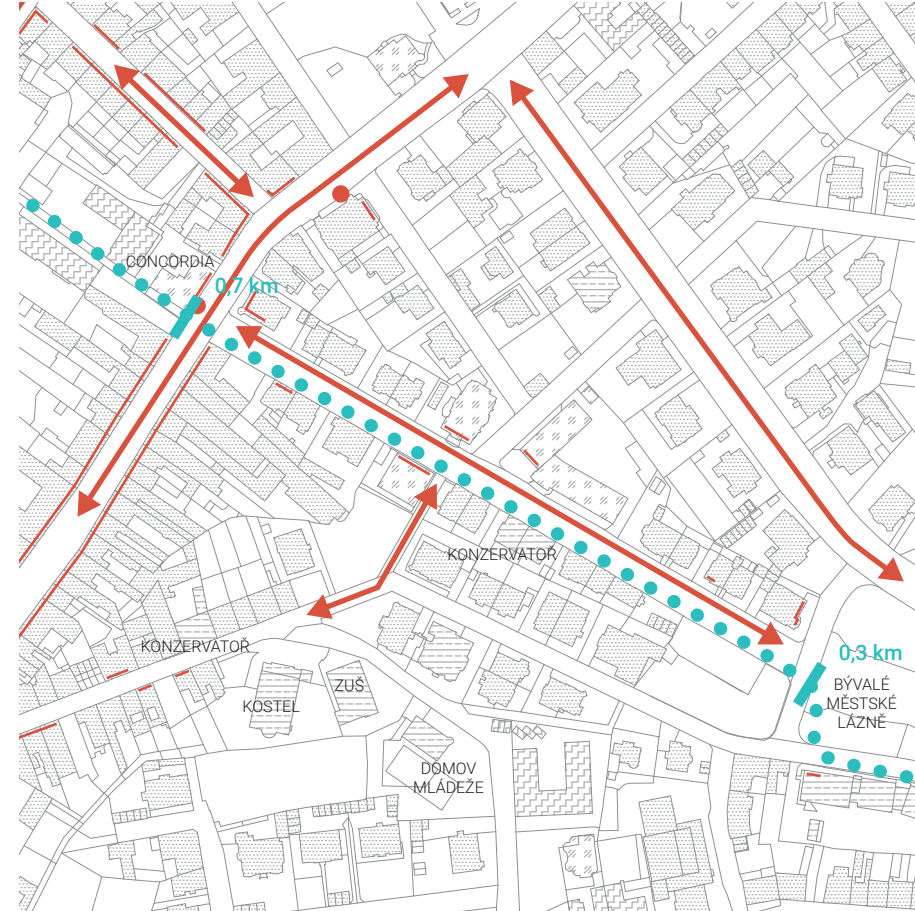 CONCORDIA
0,7 km
KONZERVATOŘ
KONZERVATOŘ
0,3 km
ZUŠ
BÝVALÉ
MĚSTSKÉ
LÁZNĚ
KOSTEL
DOMOV
MLÁDEŽE